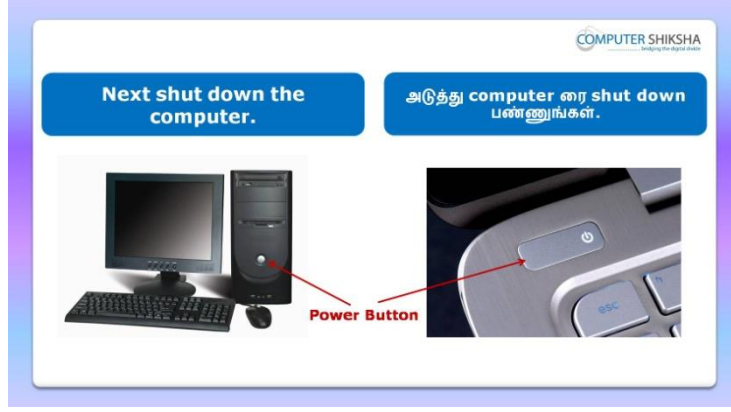 COMPUTER SHIKSHA
bridging the digital divide
Next shut down the
computer.
அடுத்து computer ரை shut down
பண்ணுங்கள்.
Power Button
esc